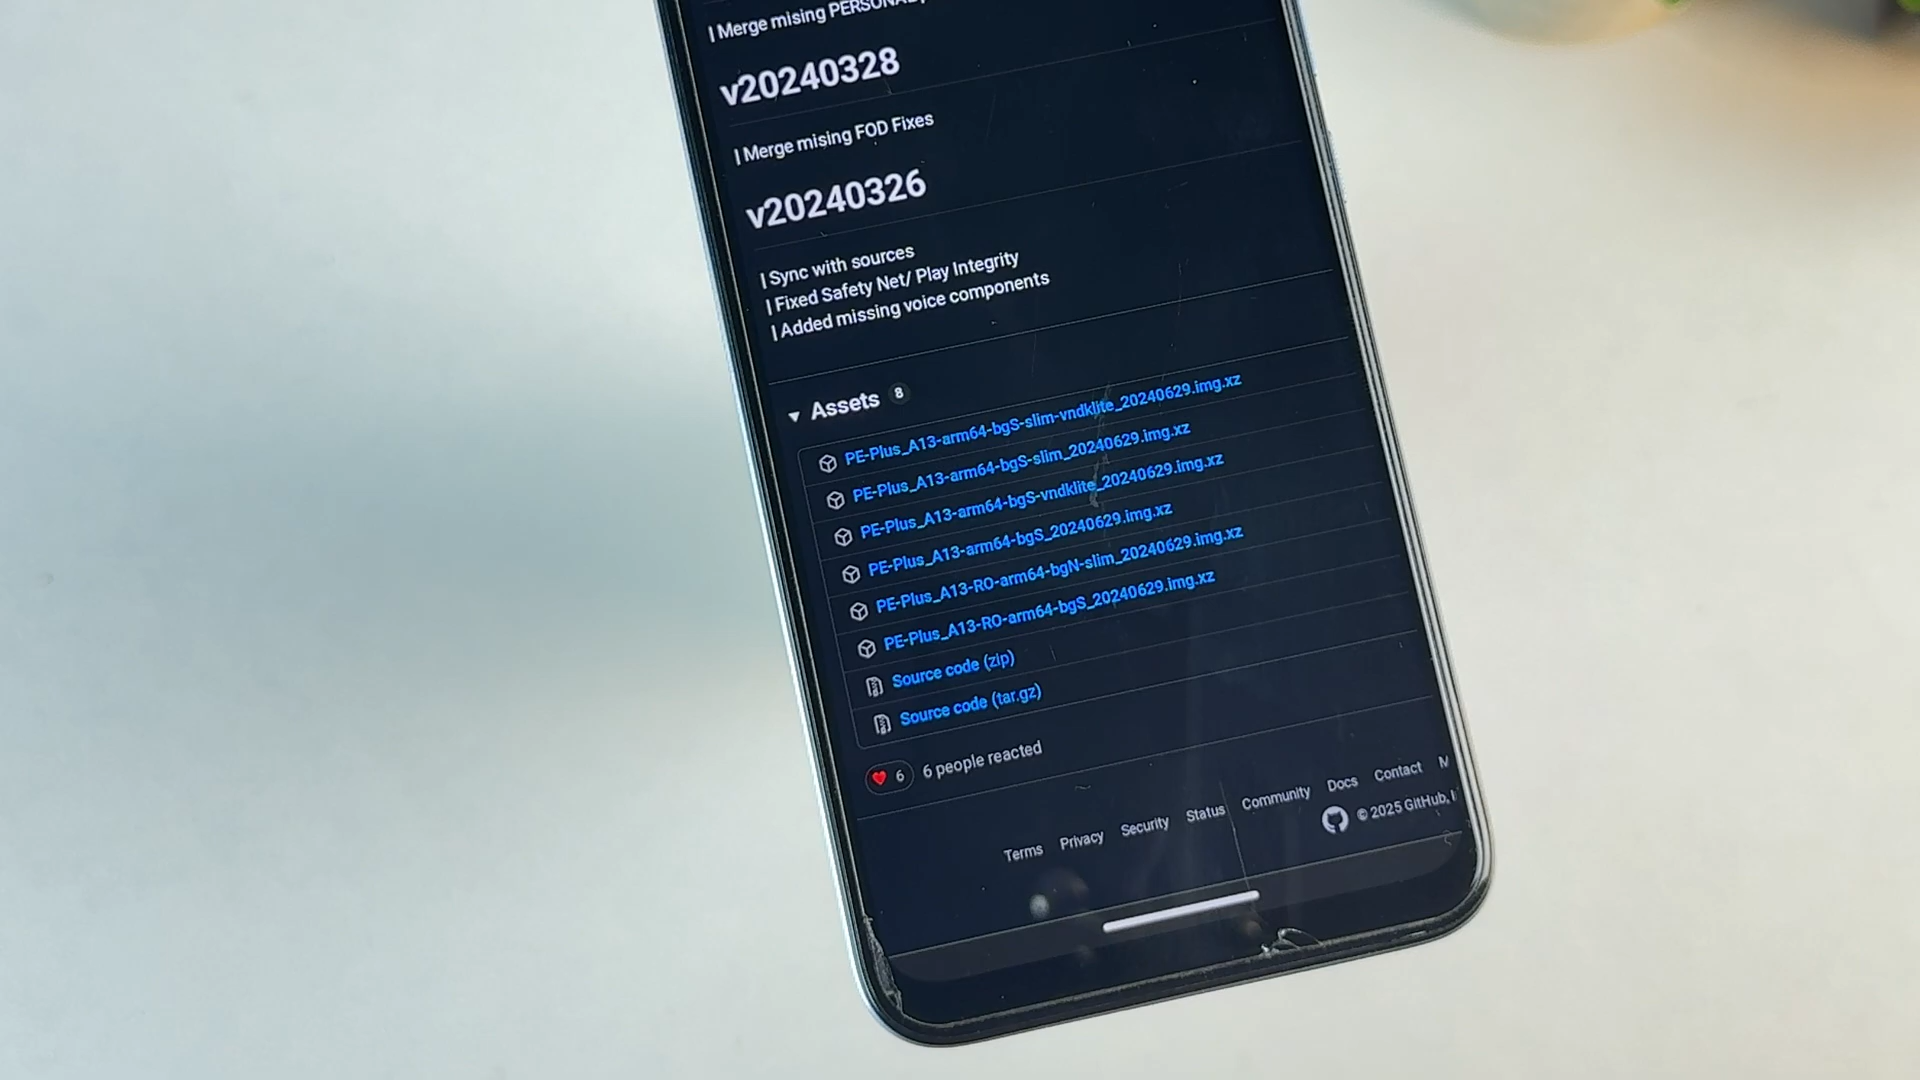 | Merge mising PERSONAL
v20240328
| Merge mising FOD Fixes
v20240326
| Sync with sources
| Fixed Safety Net/ Play Integrity
| Added missing voice components
Assets 8
PE-Plus_A13-arm64-bgS-slim-vndklite_20240629.img.xz
PE-Plus_A13-arm64-bgS-slim_20240629.img.xz
PE-Plus_A13-arm64-bgS-vndklite_20240629.img.xz
PE-Plus_A13-arm64-bgS_20240629.img.xz
PE-Plus_A13-RO-arm64-bgN-slim_20240629.img.xz
PE-Plus_A13-RO-arm64-bgS_20240629.img.xz
Source code (zip)
Source code (tar.gz)
6 6 people reacted
Terms Privacy Security Status Community Docs Contact M
© 2025 GitHub, I